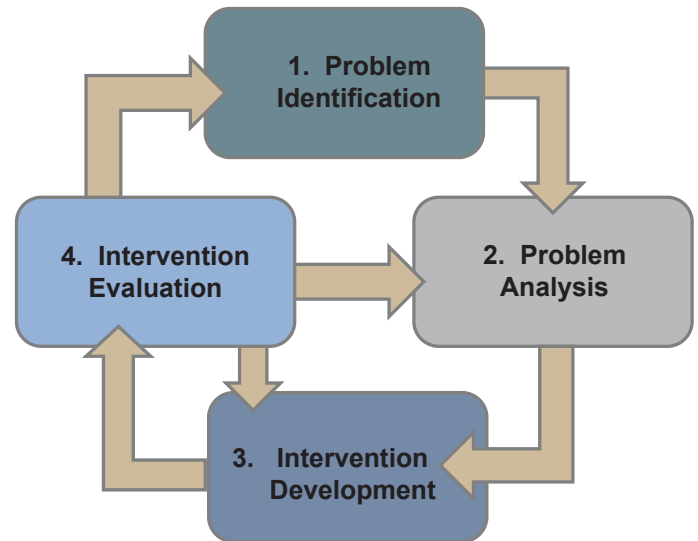 1. Problem
Identification
2. Problem
Analysis
4. Intervention
Evaluation
3. Intervention
Development